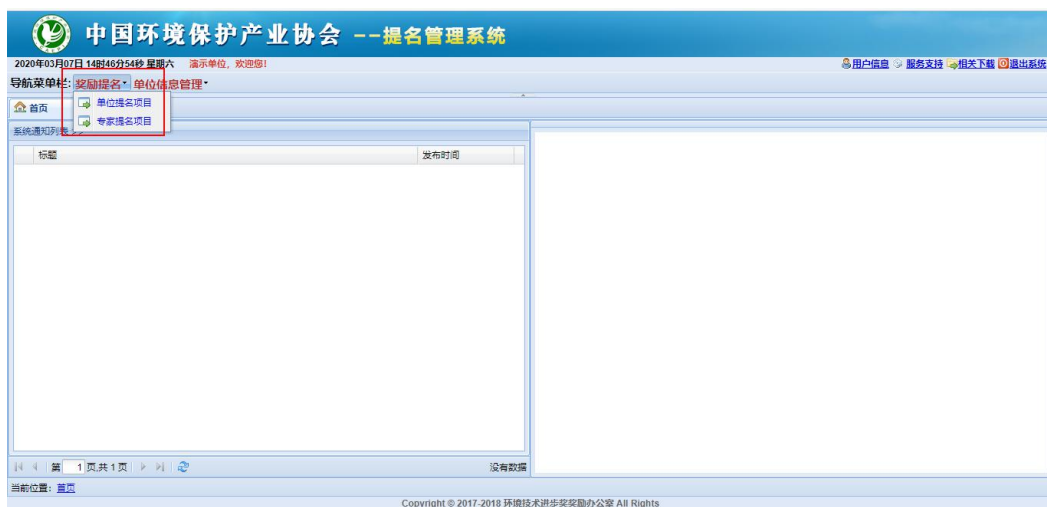 中国环境保护产业协会 --提名管理系统
2020年03月07日 14时46分54秒 星期六 演示单位, 欢迎您! 用户信息 服务支持 相关下载 退出系统
导航菜单栏: 奖励提名 单位信息管理
首页
单位提名项目
专家提名项目
系统通知列表
标题 发布时间
第 1 页,共 1 页 没有数据
当前位置: 首页
Copyright © 2017-2018 环境技术进步奖奖励办公室 All Rights